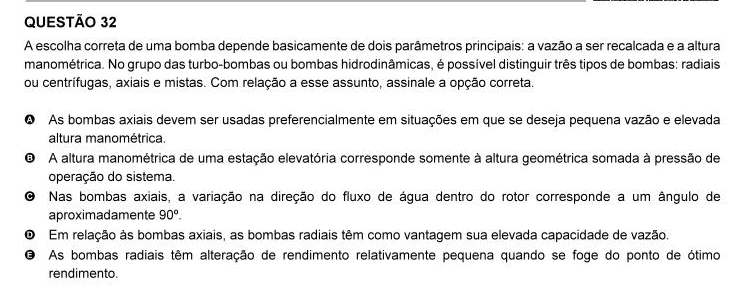 QUESTÃO 32
A escolha correta de uma bomba depende basicamente de dois parâmetros principais: a vazão a ser recalcada e a altura
manométrica. No grupo das turbo-bombas ou bombas hidrodinâmicas, é possível distinguir três tipos de bombas: radiais
ou centrífugas, axiais e mistas. Com relação a esse assunto, assinale a opção correta.
A As bombas axiais devem ser usadas preferencialmente em situações em que se deseja pequena vazão e elevada
altura manométrica.
B A altura manométrica de uma estação elevatória corresponde somente à altura geométrica somada à pressão de
operação do sistema.
C Nas bombas axiais, a variação na direção do fluxo de água dentro do rotor corresponde a um ângulo de
aproximadamente 90º.
D Em relação às bombas axiais, as bombas radiais têm como vantagem sua elevada capacidade de vazão.
E As bombas radiais têm alteração de rendimento relativamente pequena quando se foge do ponto de ótimo
rendimento.